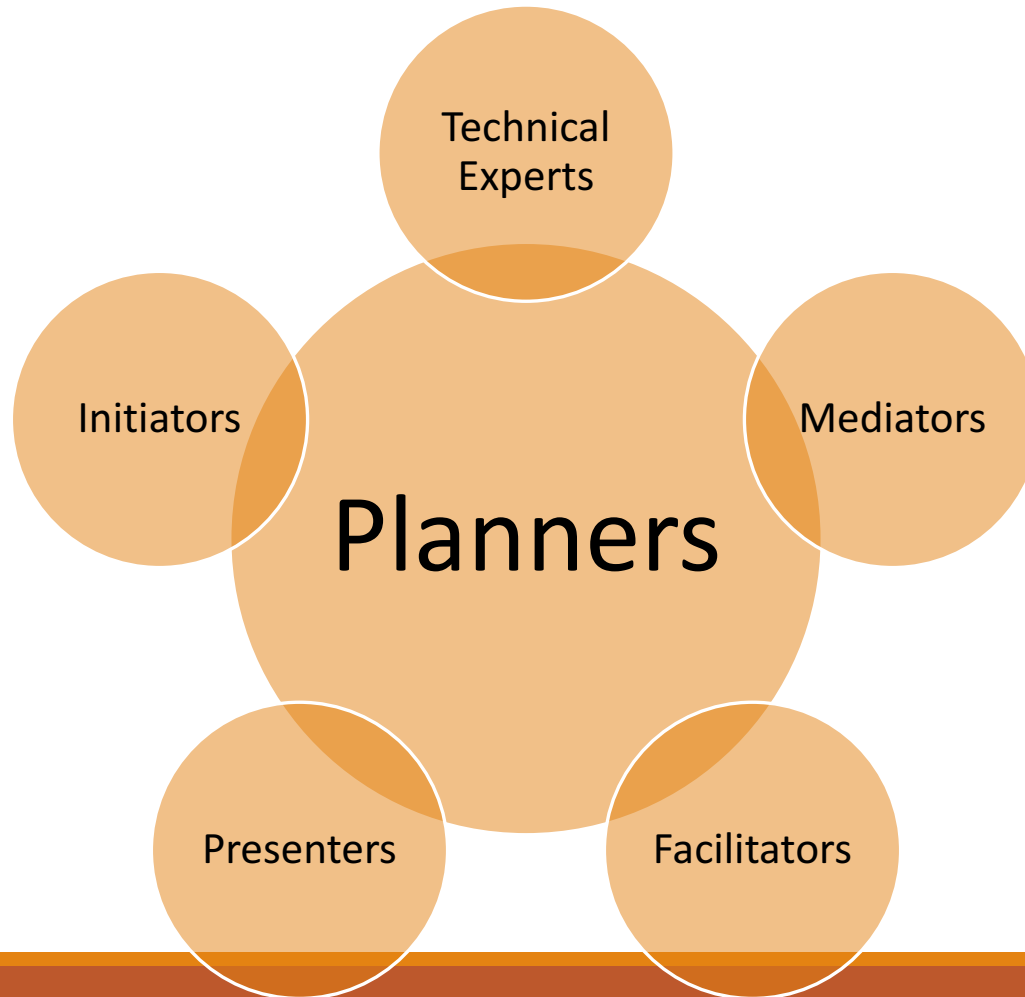 Technical
Experts
Initiators
Mediators
Planners
Presenters
Facilitators